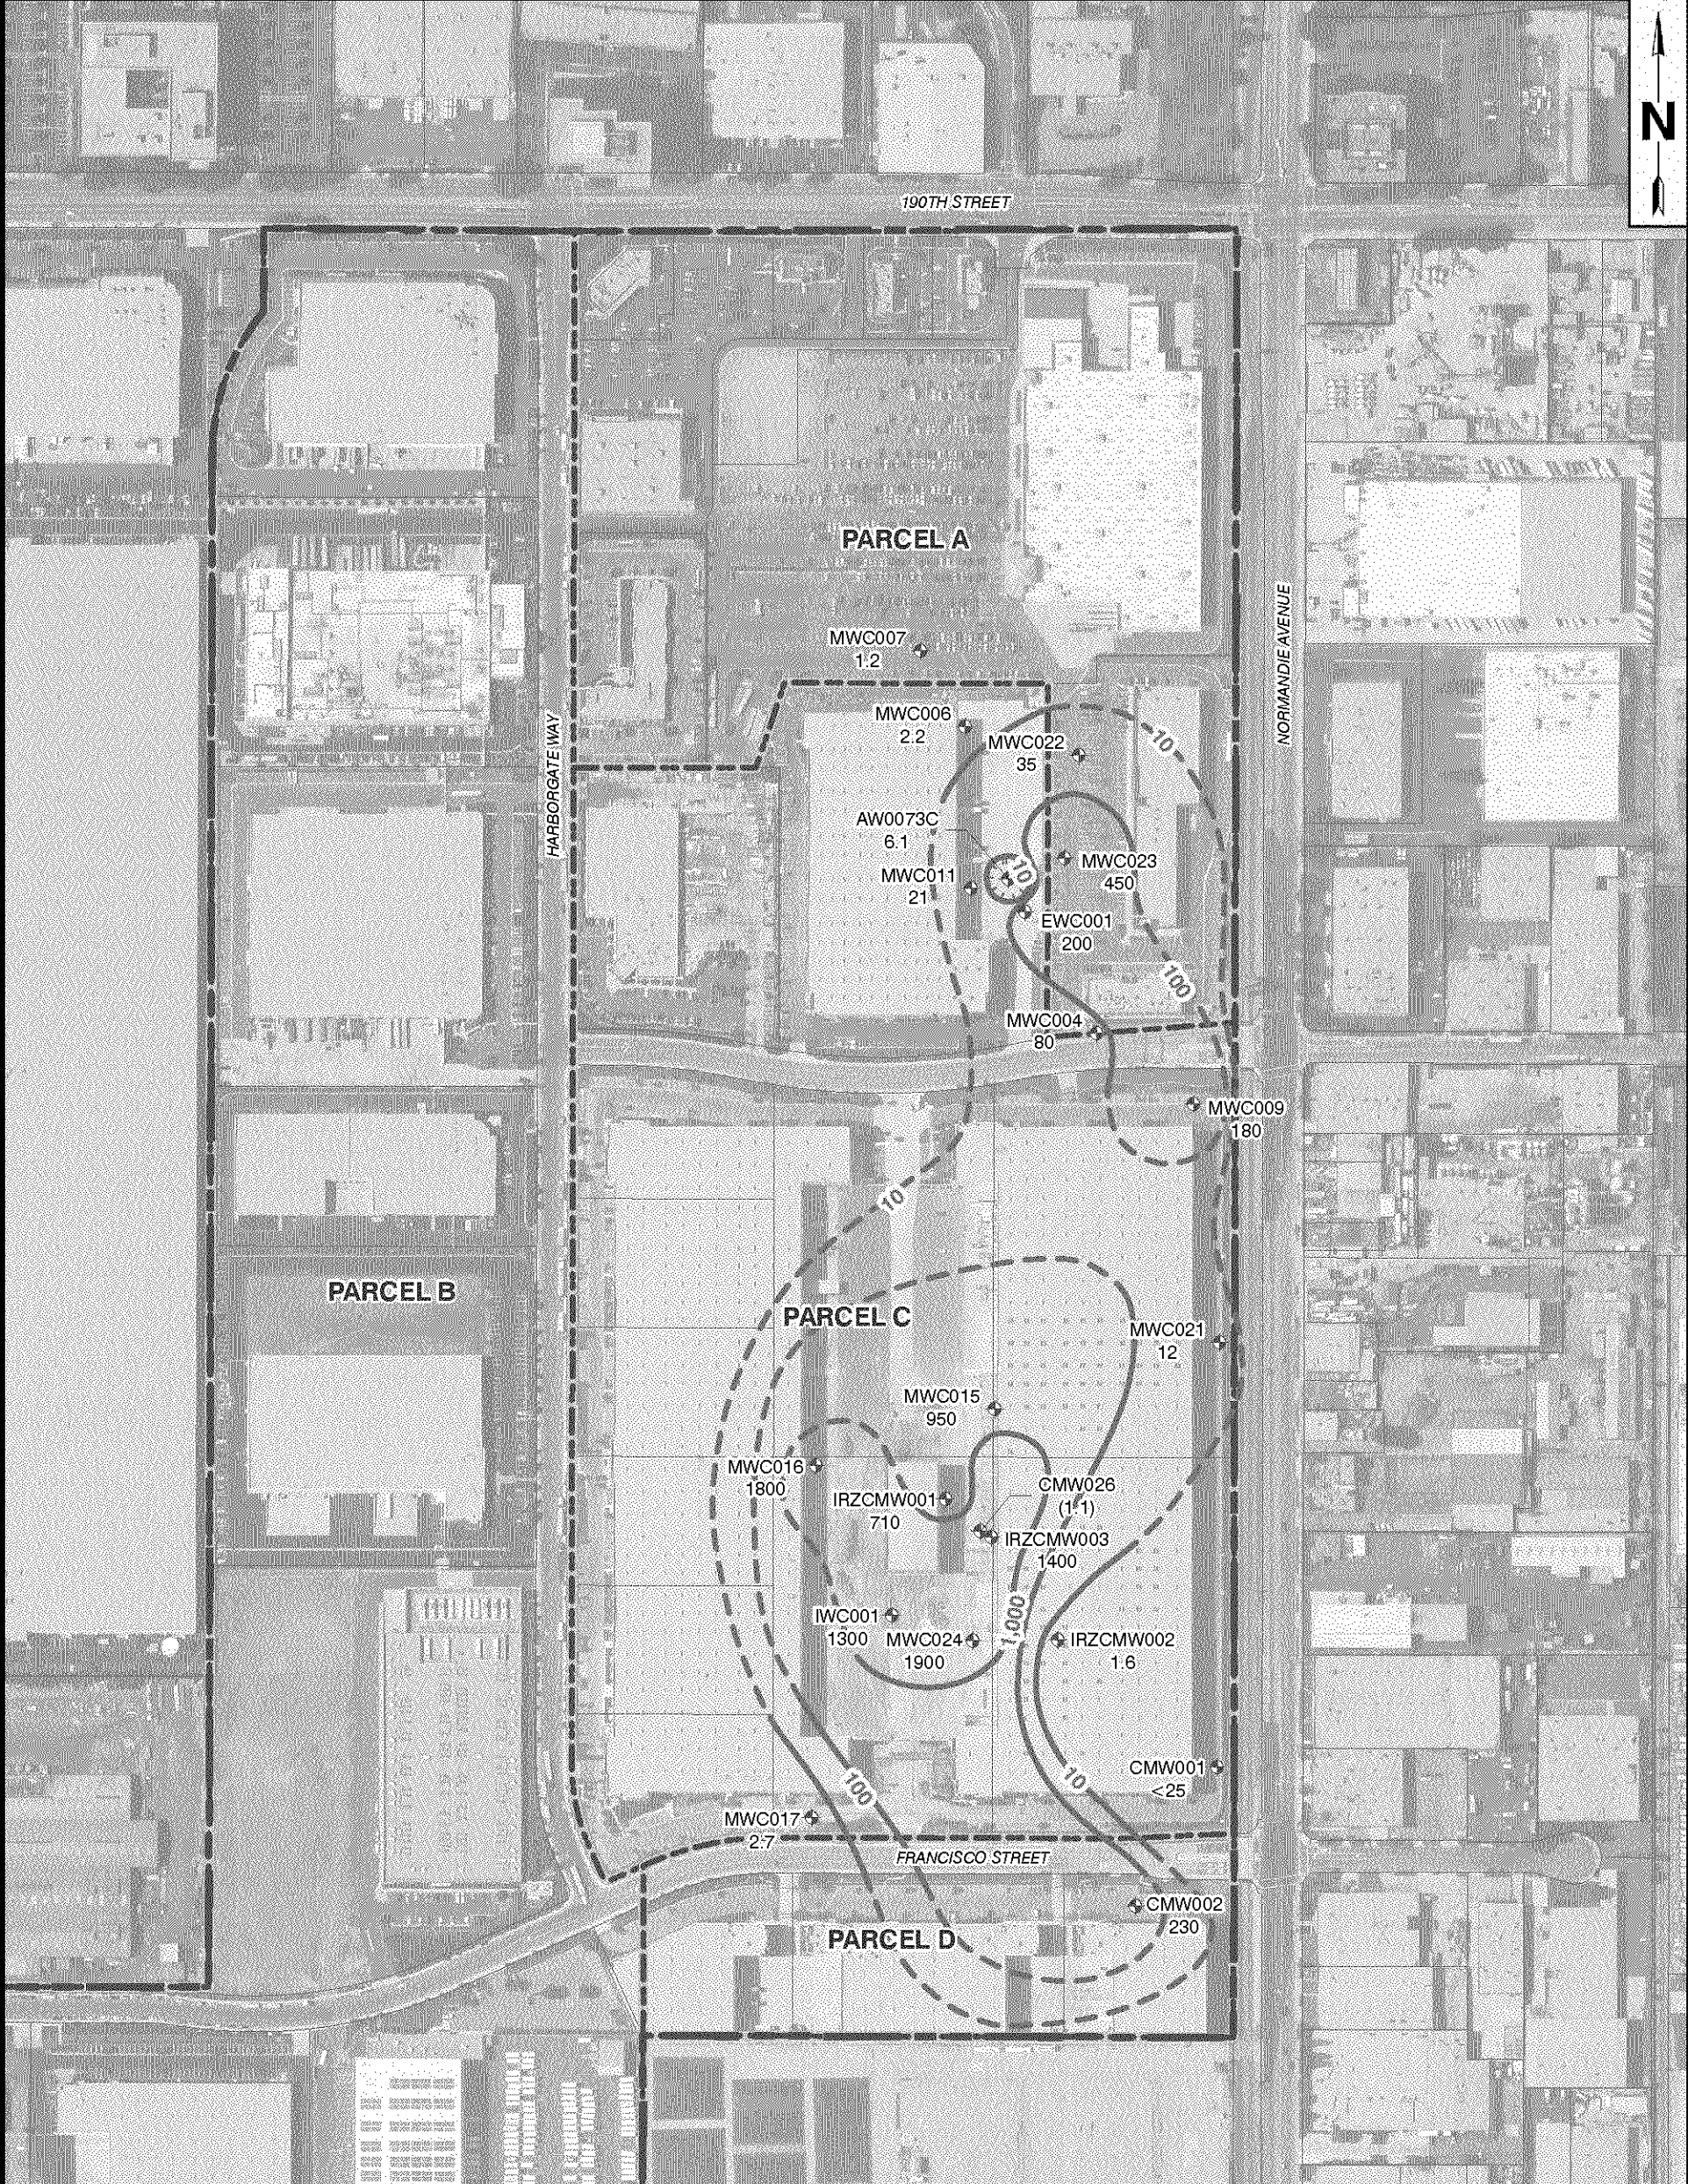 N
190TH STREET
PARCEL A
NORMANDIE AVENUE
MWC007
1.2
HARBORGATE WAY
MWC006
2.2
MWC022
35
10
AW0073C
6.1
10
MWC023
450
MWC011
21
EWC001
200
100
MWC004
80
MWC009
180
10
PARCEL B
PARCEL C
MWC021
12
MWC015
950
MWC016
1800
CMW026
(1.1)
IRZCMW001
710
IRZCMW003
1400
IWC001
1300
1,000
MWC024
1900
IRZCMW002
1.6
CMW001
<25
10
100
MWC017
2.7
FRANCISCO STREET
CMW002
230
PARCEL D